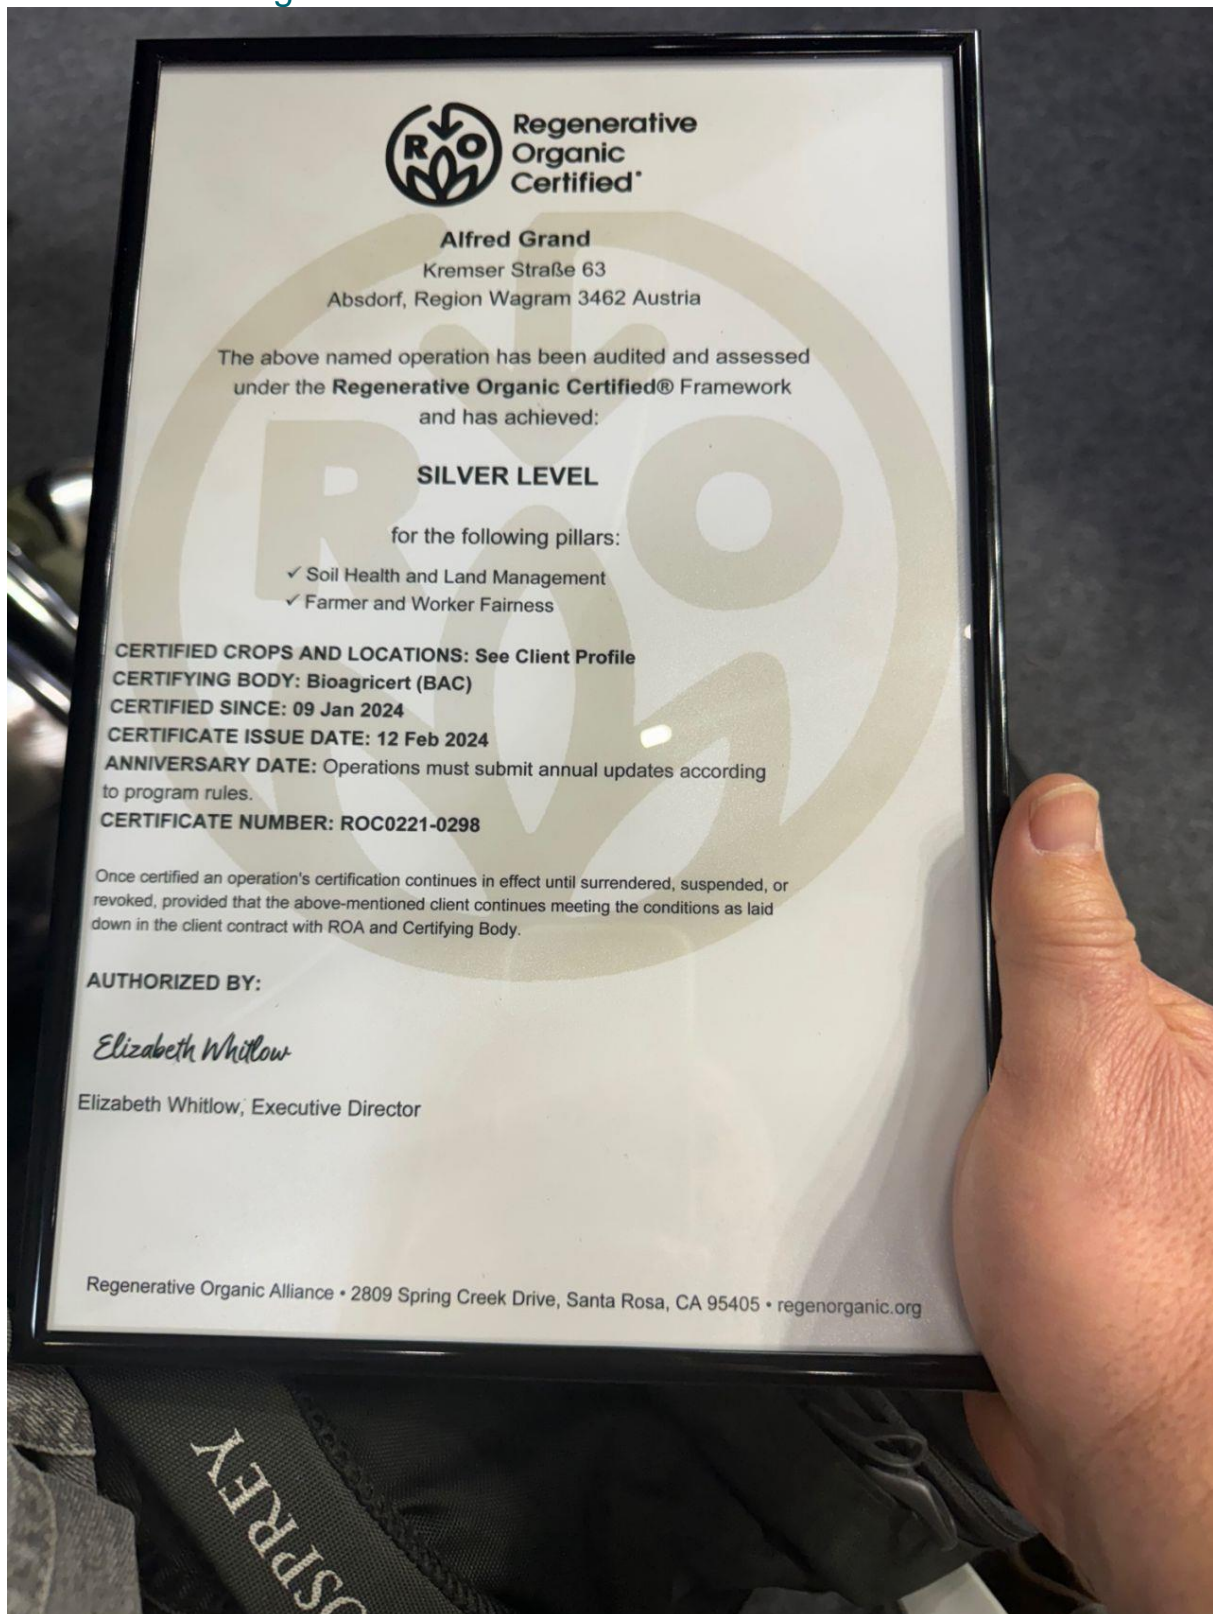 R O
Regenerative
Organic
Certified®
Alfred Grand
Kremser Straße 63
Absdorf, Region Wagram 3462 Austria
The above named operation has been audited and assessed
under the Regenerative Organic Certified® Framework
and has achieved:
R O
SILVER LEVEL
for the following pillars:
✓ Soil Health and Land Management
✓ Farmer and Worker Fairness
CERTIFIED CROPS AND LOCATIONS: See Client Profile
CERTIFYING BODY: Bioagricert (BAC)
CERTIFIED SINCE: 09 Jan 2024
CERTIFICATE ISSUE DATE: 12 Feb 2024
ANNIVERSARY DATE: Operations must submit annual updates according
to program rules.
CERTIFICATE NUMBER: ROC0221-0298
Once certified an operation's certification continues in effect until surrendered, suspended, or
revoked, provided that the above-mentioned client continues meeting the conditions as laid
down in the client contract with ROA and Certifying Body.
AUTHORIZED BY:
Elizabeth Whitlow
Elizabeth Whitlow, Executive Director
Regenerative Organic Alliance • 2809 Spring Creek Drive, Santa Rosa, CA 95405 • regenorganic.org
OSPREY